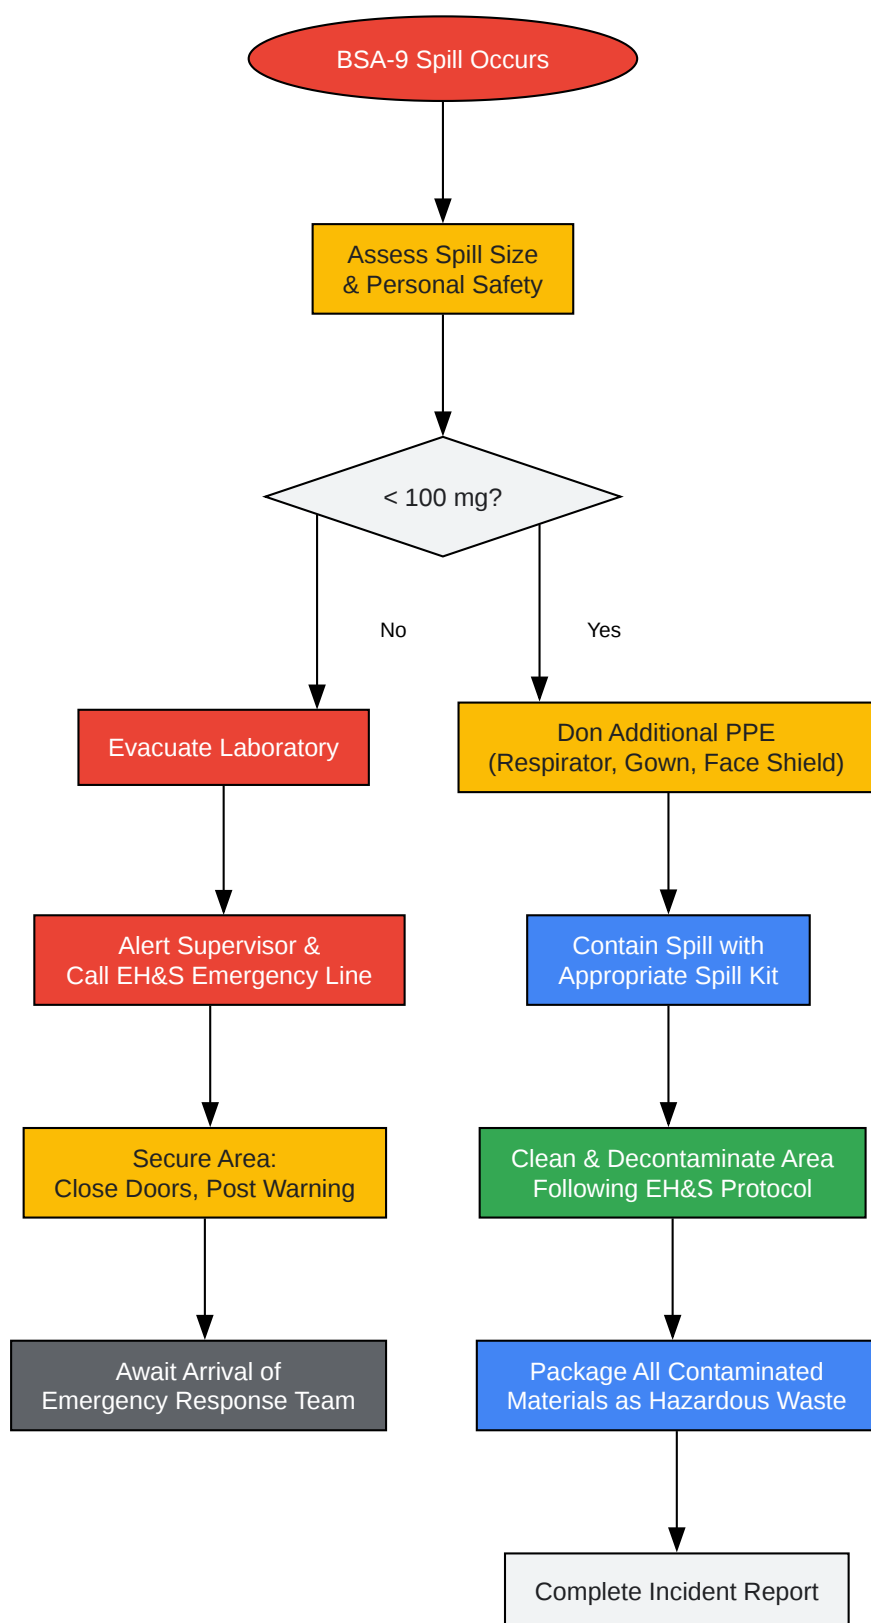 BSA-9 Spill Occurs
Assess Spill Size
& Personal Safety
< 100 mg?
No
Yes
Evacuate Laboratory
Don Additional PPE
(Respirator, Gown, Face Shield)
Alert Supervisor &
Call EH&S Emergency Line
Contain Spill with
Appropriate Spill Kit
Secure Area:
Close Doors, Post Warning
Clean & Decontaminate Area
Following EH&S Protocol
Await Arrival of
Emergency Response Team
Package All Contaminated
Materials as Hazardous Waste
Complete Incident Report